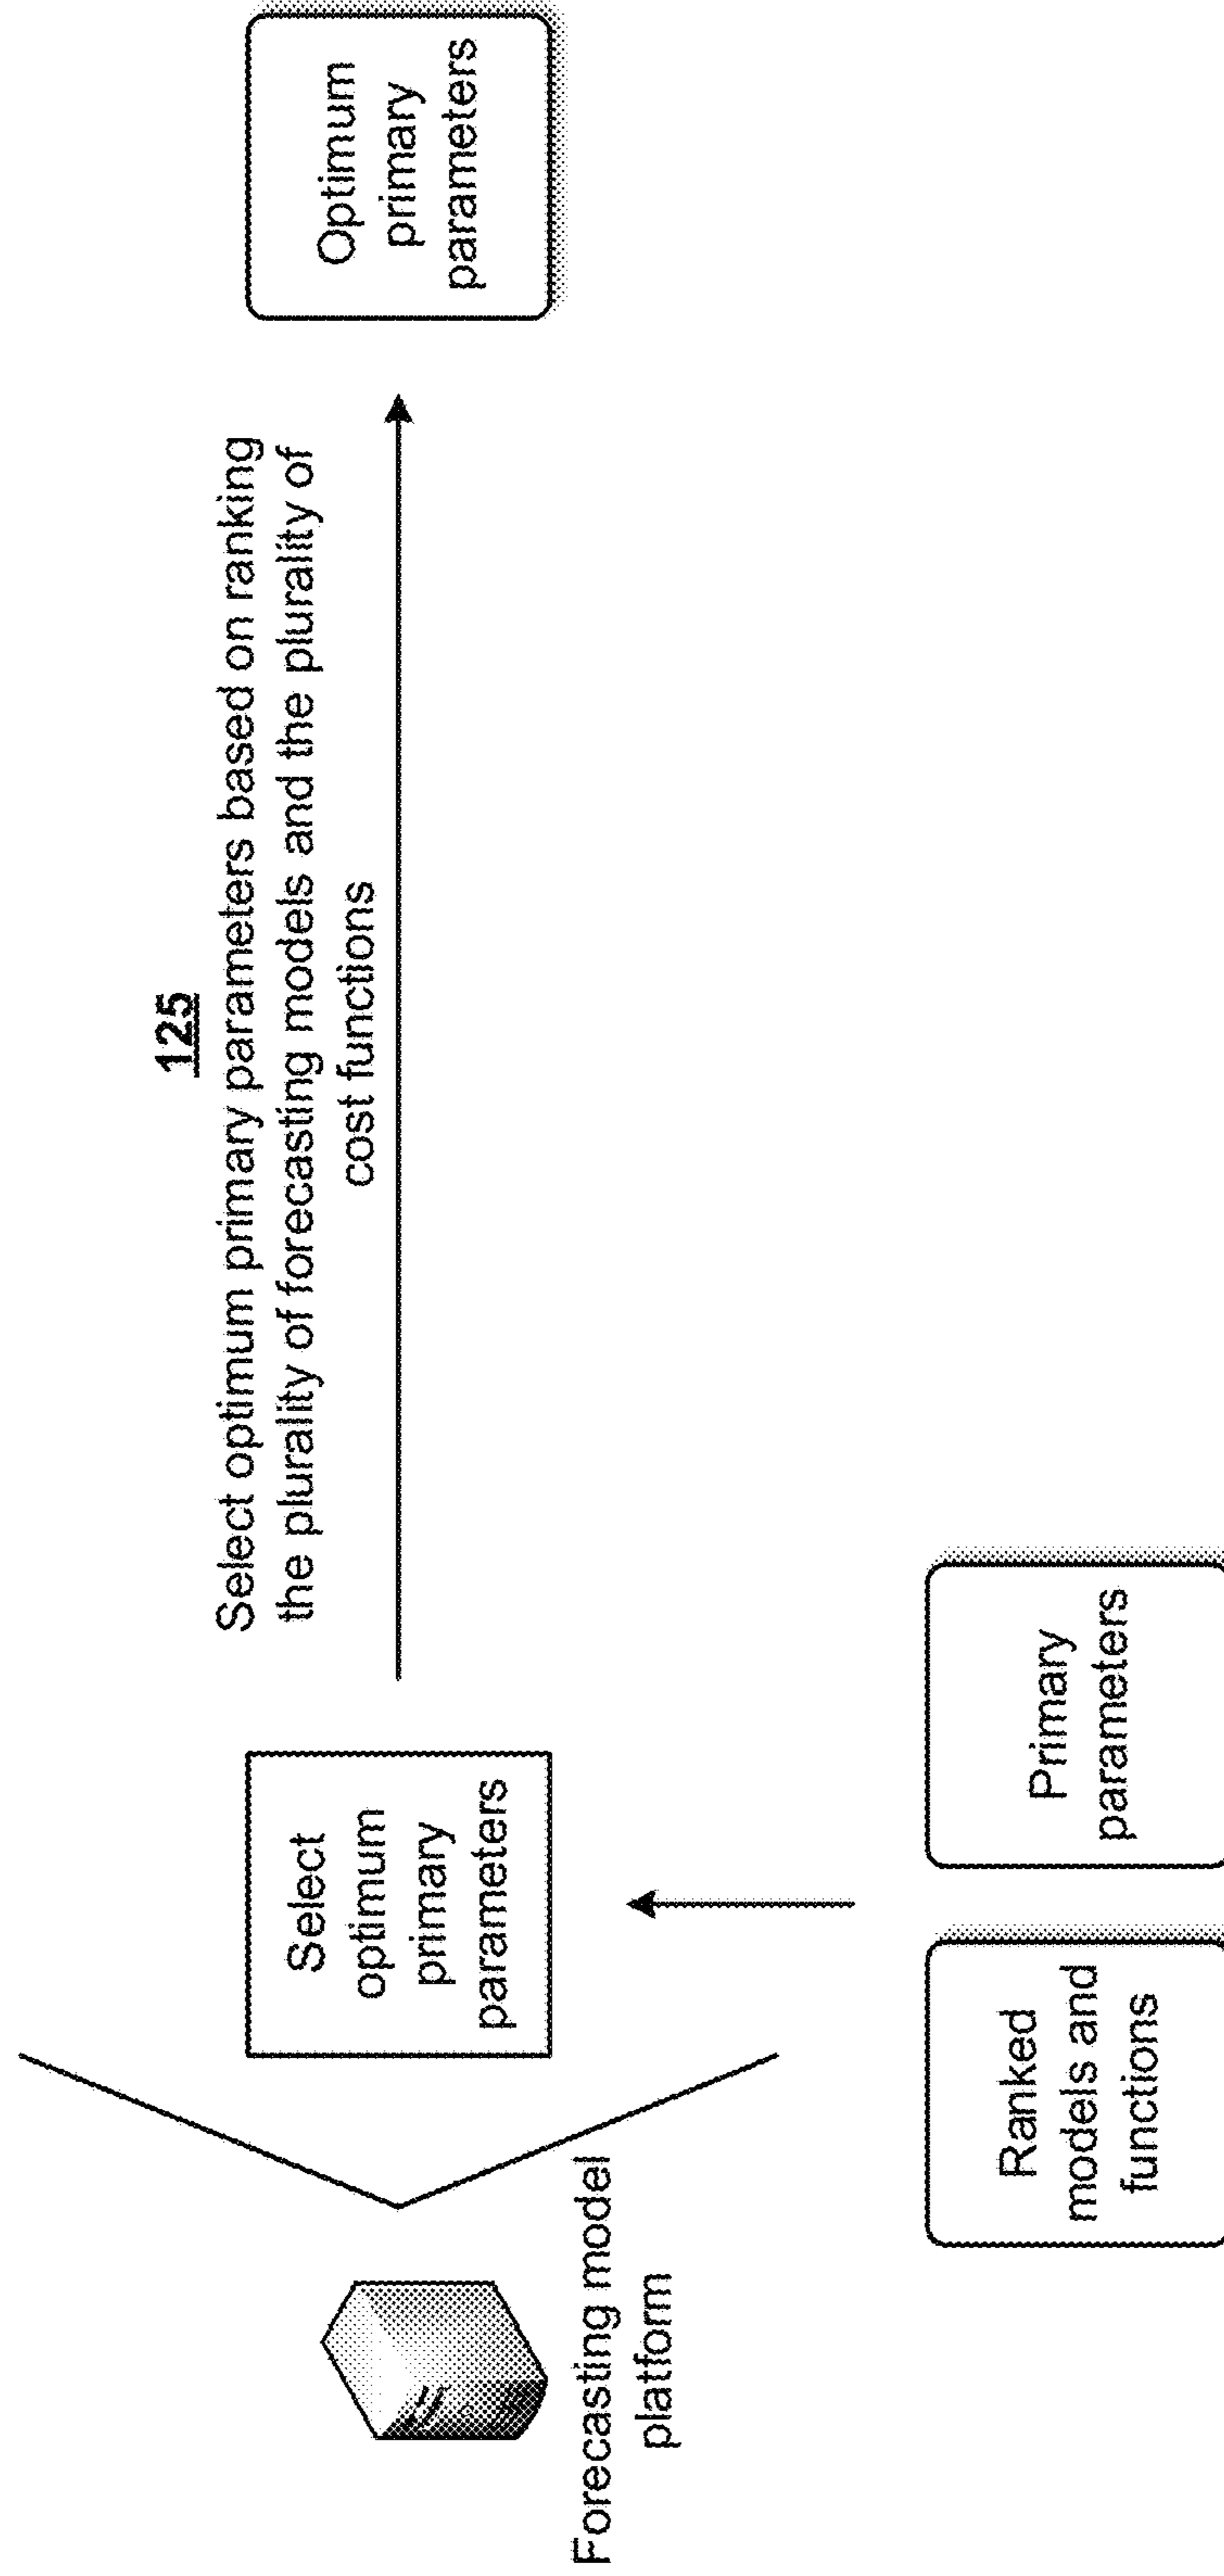 125
Select optimum primary parameters based on ranking
the plurality of forecasting models and the plurality of
cost functions
Forecasting model
platform
Select
optimum
primary
parameters
Optimum
primary
parameters
Ranked
models and
functions
Primary
parameters